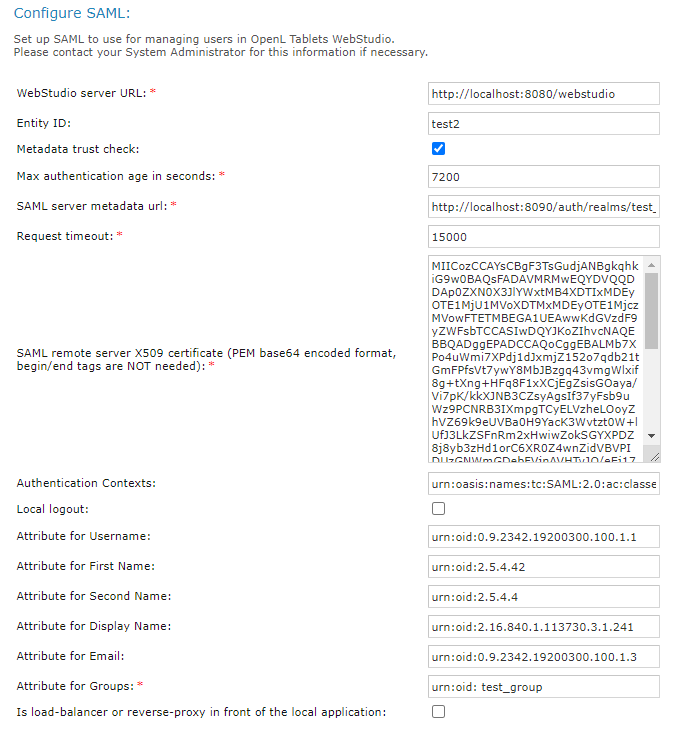 Configure SAML:
Set up SAML to use for managing users in OpenL Tablets WebStudio.
Please contact your System Administrator for this information if necessary.
WebStudio server URL: * http://localhost:8080/webstudio
Entity ID: test2
Metadata trust check:
Max authentication age in seconds: * 7200
SAML server metadata url: * http://localhost:8090/auth/realms/test_
Request timeout: * 15000
SAML remote server X509 certificate (PEM base64 encoded format,
begin/end tags are NOT needed): *
MIICozCCAYsCBgF3TsGudjANBgkqhk
iG9w0BAQsFADAVMRMwEQYDVQQD
DAp0ZXN0X3JlYWxtMB4XDTIxMDEy
OTE1MjU1MVoXDTMxMDEyOTE1Mjcz
MVowFTETMBEGA1UEAwwKdGVzdF9
yZWFsbTCCASIwDQYJKoZIhvcNAQE
BBQADggEPADCCAQoCggEBALMb7X
Po4uWmi7XPdj1dJxmjZ152o7qdb21t
GmFPfsVt7ywY8MbJBzgq43vmgWlxif
8g+tXng+HFq8F1xXCjEgZsisGOaya/
Vi7pK/kkXJNB3CZsyAgsIf37yFsb9u
Wz9PCNRB3IXmpgTCyELVzheLOoyZ
hVZ69k9eUVBa0H9YacK3Wvtzt0W+l
UfJ3LkZSFnRm2xHwiwZokSGYXPDZ
8j8yb3zHd1orC6XR0Z4wnZidVBVPI
Authentication Contexts: urn:oasis:names:tc:SAML:2.0:ac:classe
Local logout:
Attribute for Username: urn:oid:0.9.2342.19200300.100.1.1
Attribute for First Name: urn:oid:2.5.4.42
Attribute for Second Name: urn:oid:2.5.4.4
Attribute for Display Name: urn:oid:2.16.840.1.113730.3.1.241
Attribute for Email: urn:oid:0.9.2342.19200300.100.1.3
Attribute for Groups: * urn:oid: test_group
Is load-balancer or reverse-proxy in front of the local application: